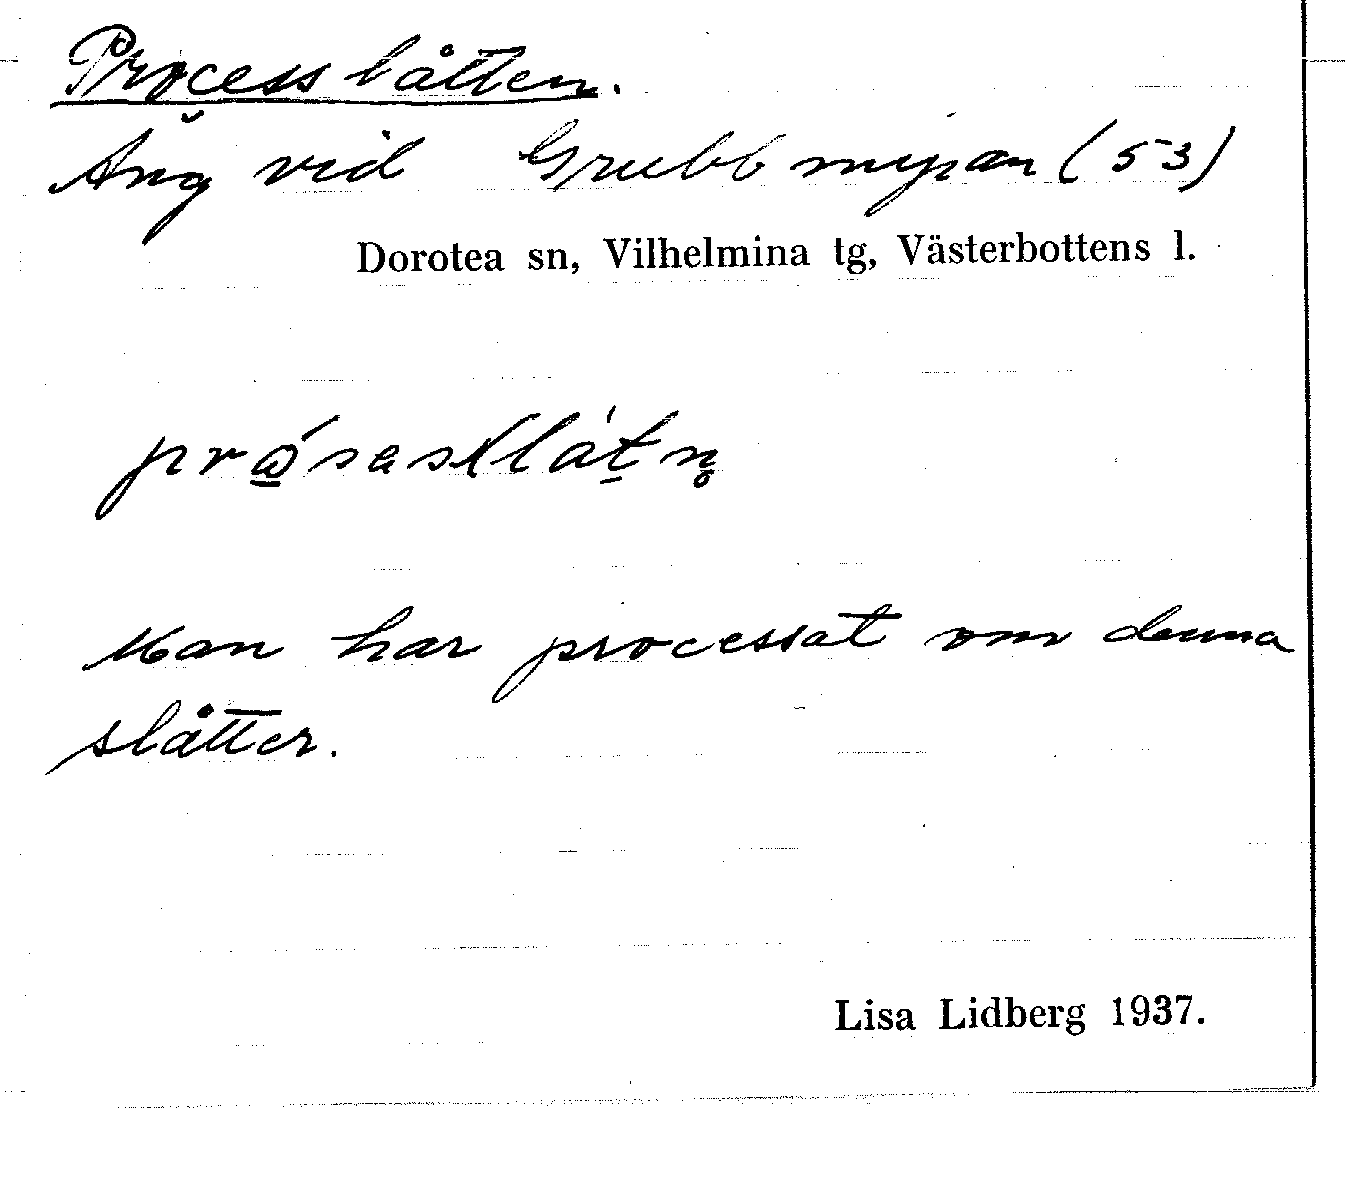 Processlåtten.
Äng vid Grubbmyran (53)
Dorotea sn, Vilhelmina tg, Västerbottens l.
Man har processat om denna
slåtter.
Lisa Lidberg 1937.